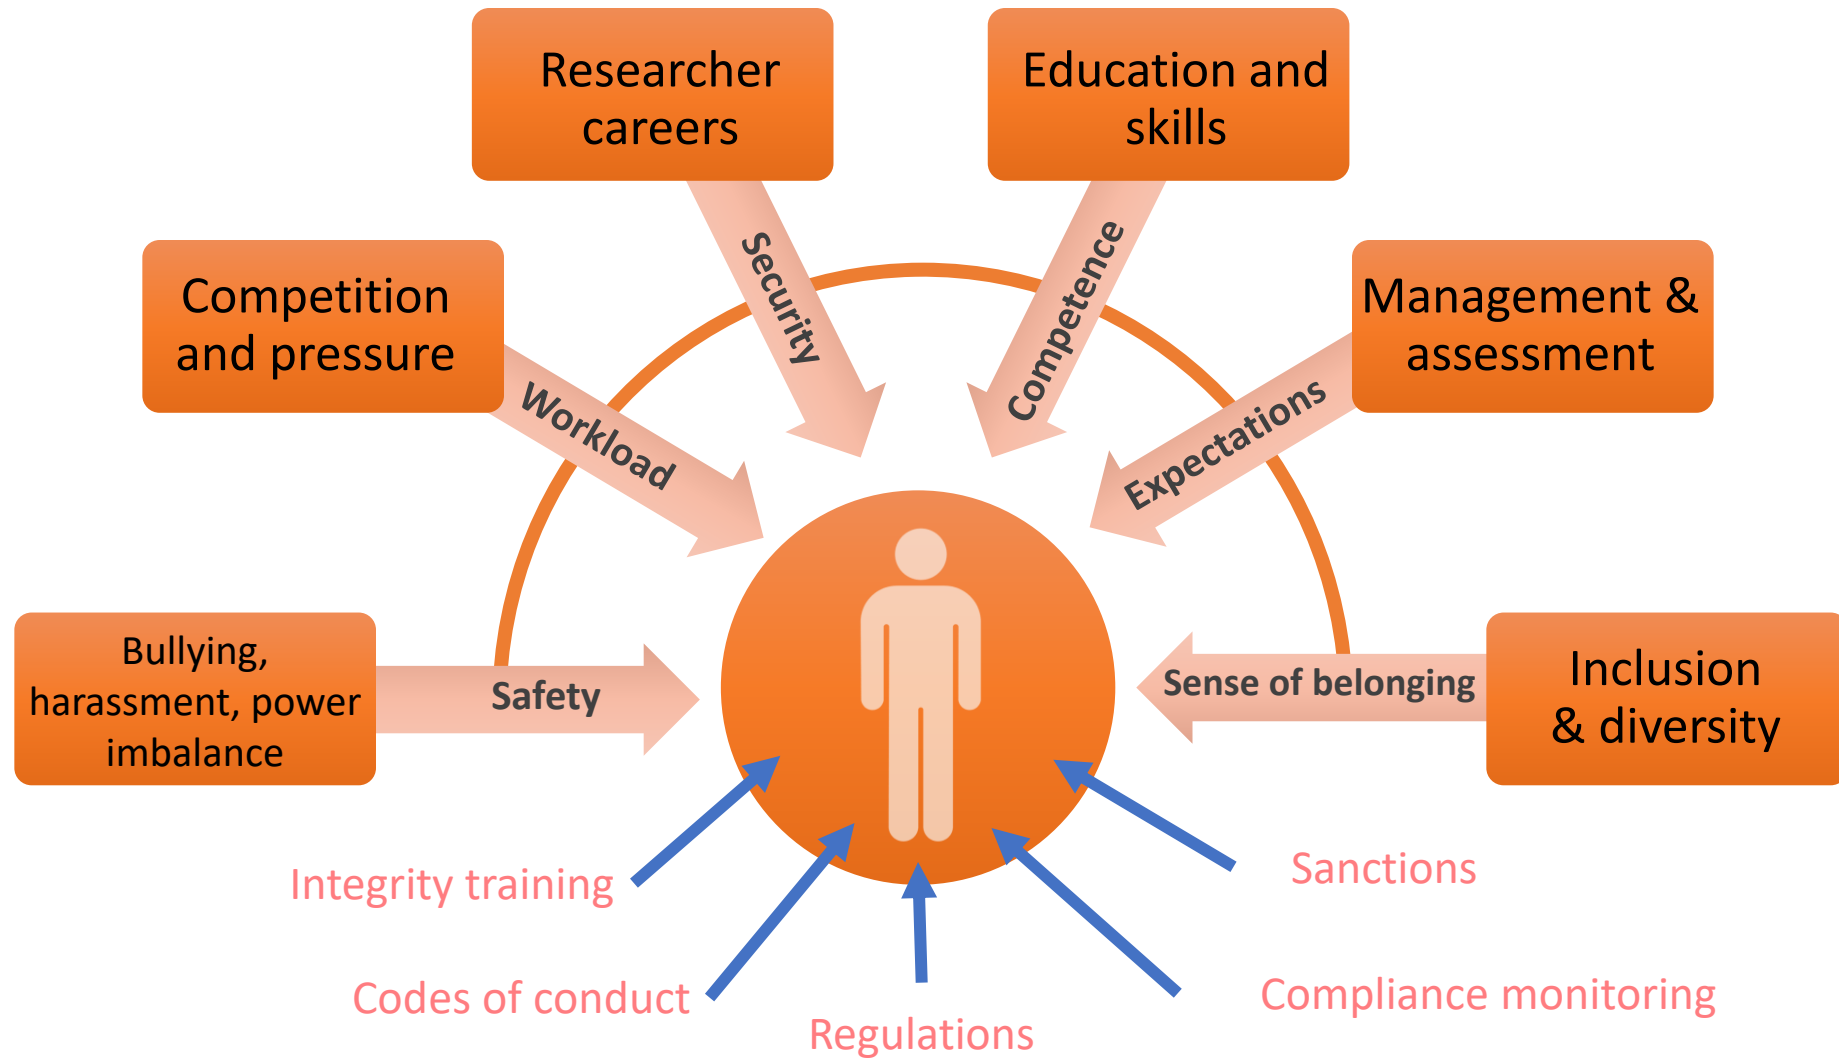 Researcher
careers
Education and
skills
Competition
and pressure
Management &
assessment
Security
Competence
Workload
Expectations
Bullying,
harassment, power
imbalance
Safety
Sense of belonging
Inclusion
& diversity
Integrity training
Sanctions
Codes of conduct
Compliance monitoring
Regulations